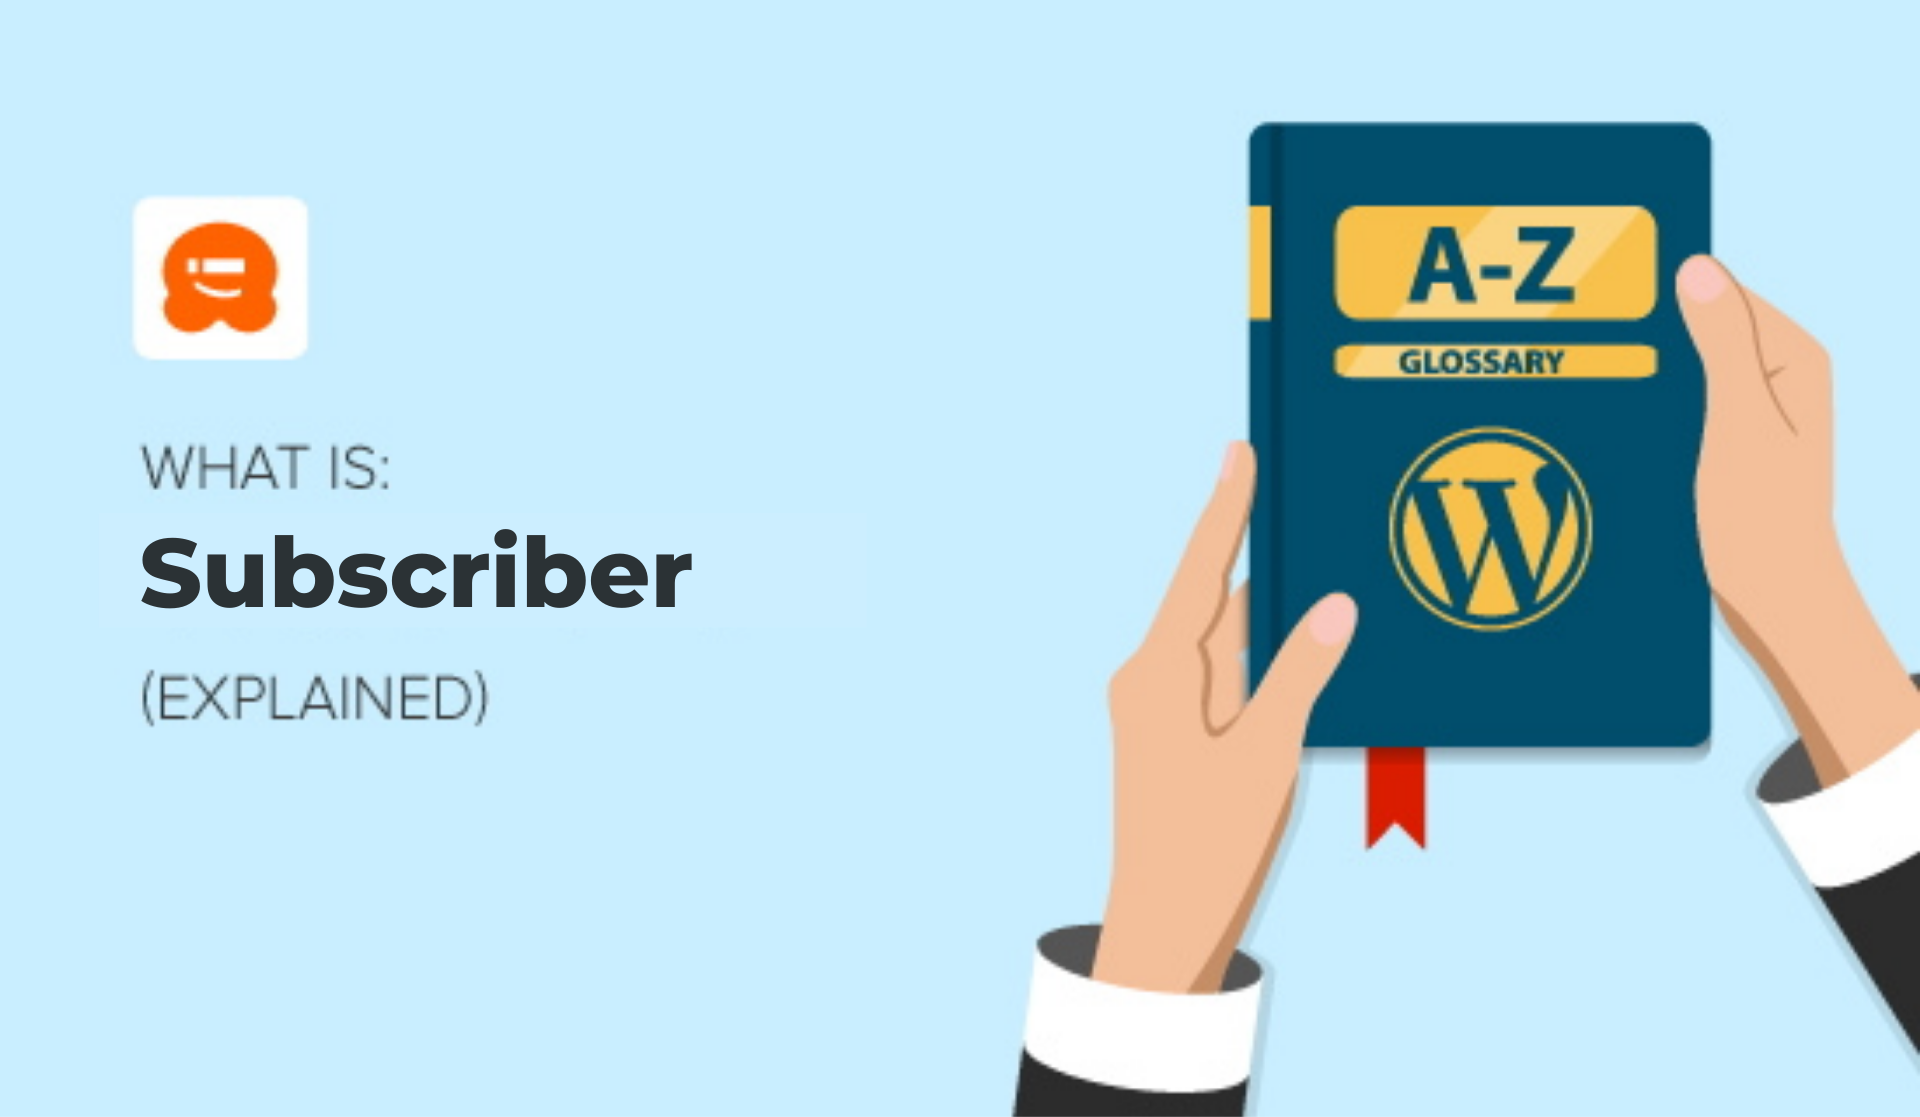 WHAT IS:
Subscriber
(EXPLAINED)
A-Z
GLOSSARY
W